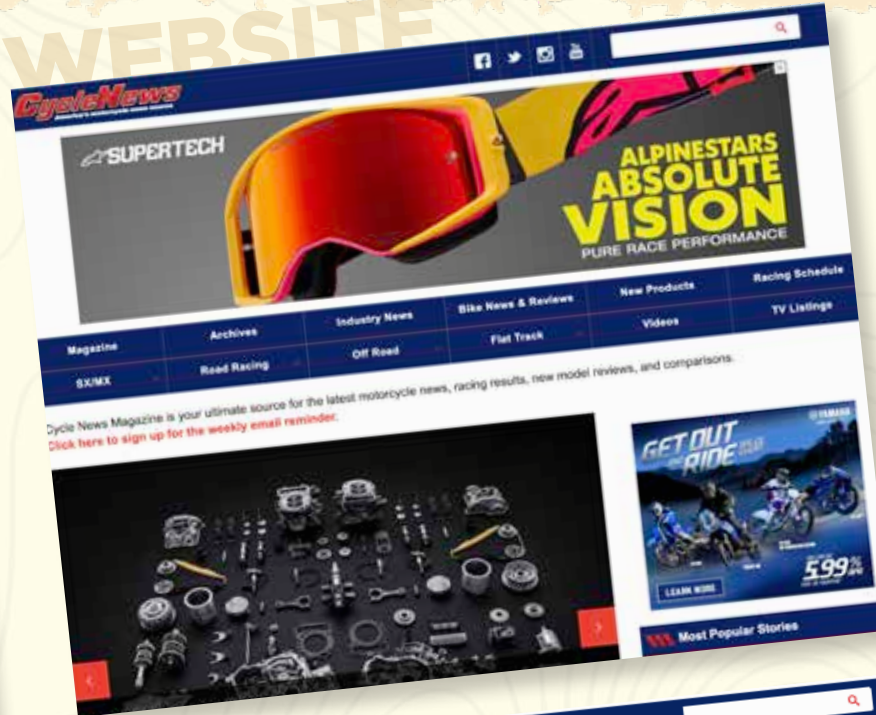 WEBSITE
CycleNews
SUPERTECH
ALPINESTARS
ABSOLUTE
VISION
PURE RACE PERFORMANCE
Magazine
Archives
Industry News
Bike News & Reviews
New Products
Racing Schedule
SX/MX
Road Racing
Off Road
Flat Track
Videos
TV Listings
Cycle News Magazine is your ultimate source for the latest motorcycle news, racing results, new model reviews, and comparisons.
Click here to sign up for the weekly email reminder.
YAMAHA
GET OUT
RIDE
5.99%
LEARN MORE
Most Popular Stories